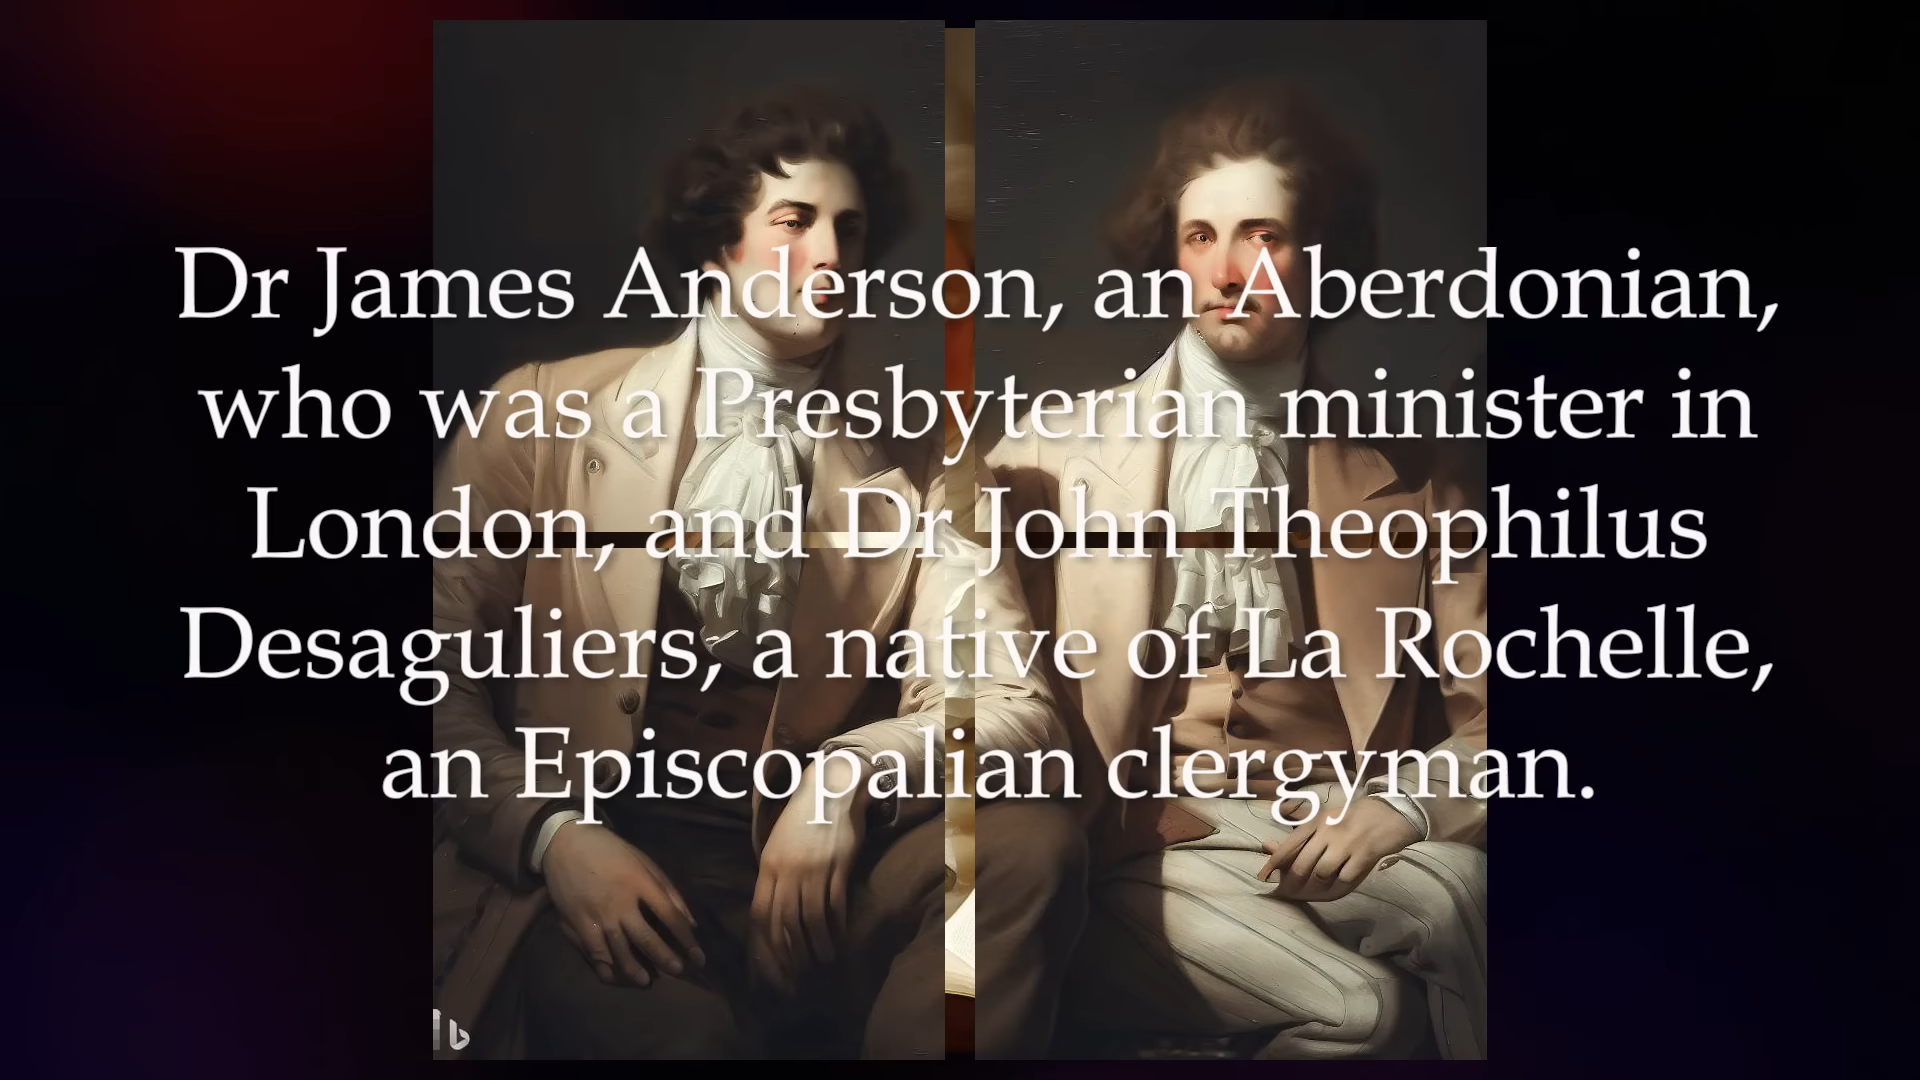 Dr James Anderson, an Aberdonian,
who was a Presbyterian minister in
London, and Dr John Theophilus
Desaguliers, a native of La Rochelle,
an Episcopalian clergyman.